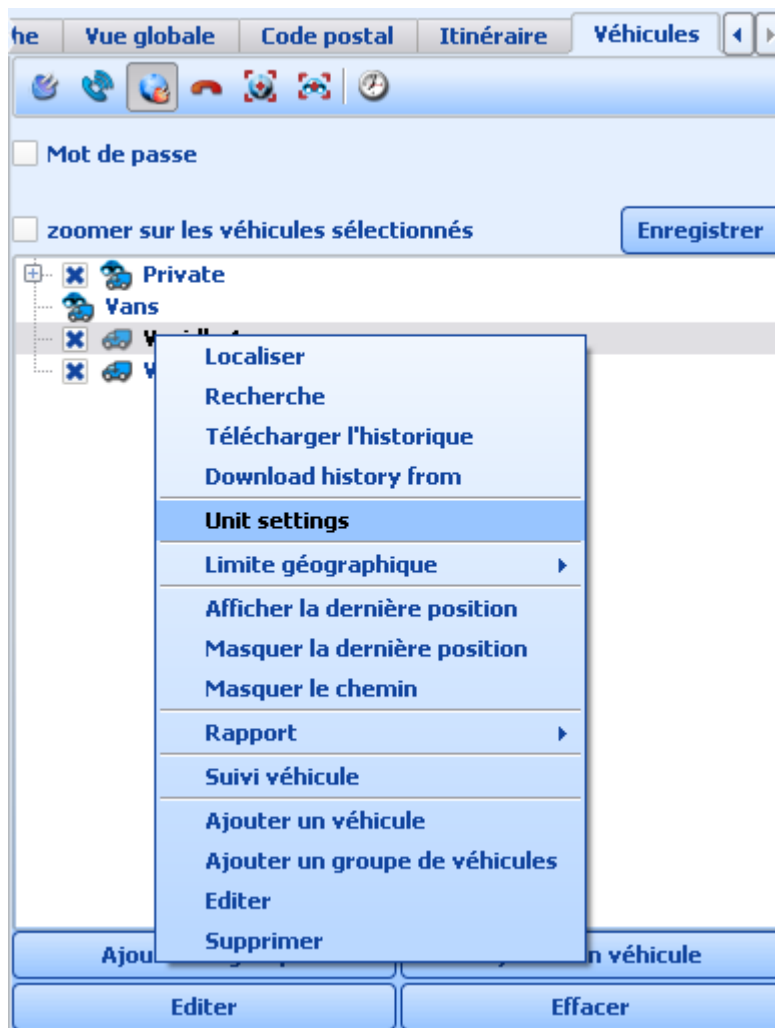 he Vue globale Code postal Itinéraire Véhicules
Mot de passe
zoomer sur les véhicules sélectionnés Enregistrer
Private
Vans
Localiser
Recherche
Télécharger l'historique
Download history from
Unit settings
Limite géographique
Afficher la dernière position
Masquer la dernière position
Masquer le chemin
Rapport
Suivi véhicule
Ajouter un véhicule
Ajouter un groupe de véhicules
Editer
Supprimer
Ajou n véhicule
Editer Effacer